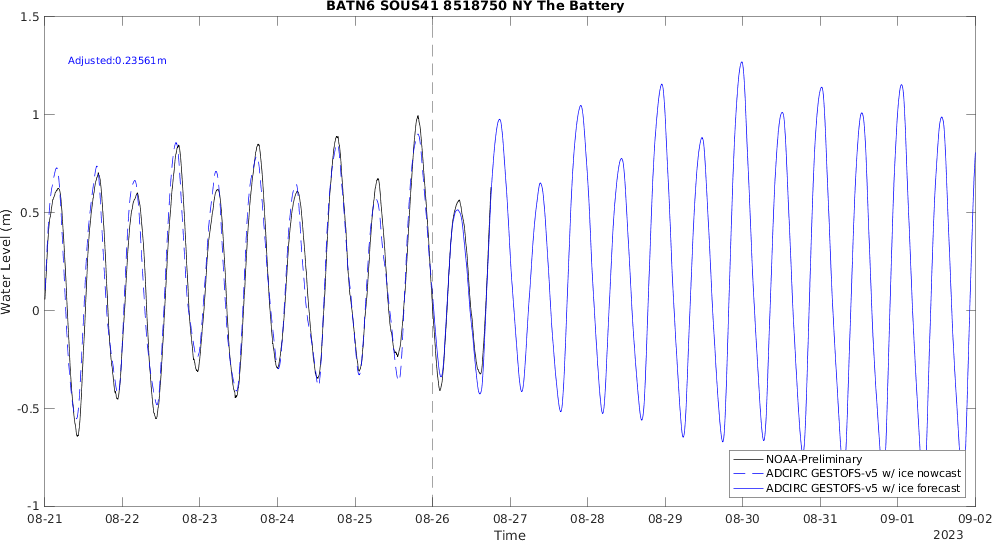 BATN6 SOUS41 8518750 NY The Battery
Adjusted:0.23561m
Water Level (m)
1.5
1
0.5
0
-0.5
-1
NOAA-Preliminary
ADCIRC GESTOFS-v5 w/ ice nowcast
ADCIRC GESTOFS-v5 w/ ice forecast
08-21 08-22 08-23 08-24 08-25 08-26 08-27 08-28 08-29 08-30 08-31 09-01 09-02
Time
2023